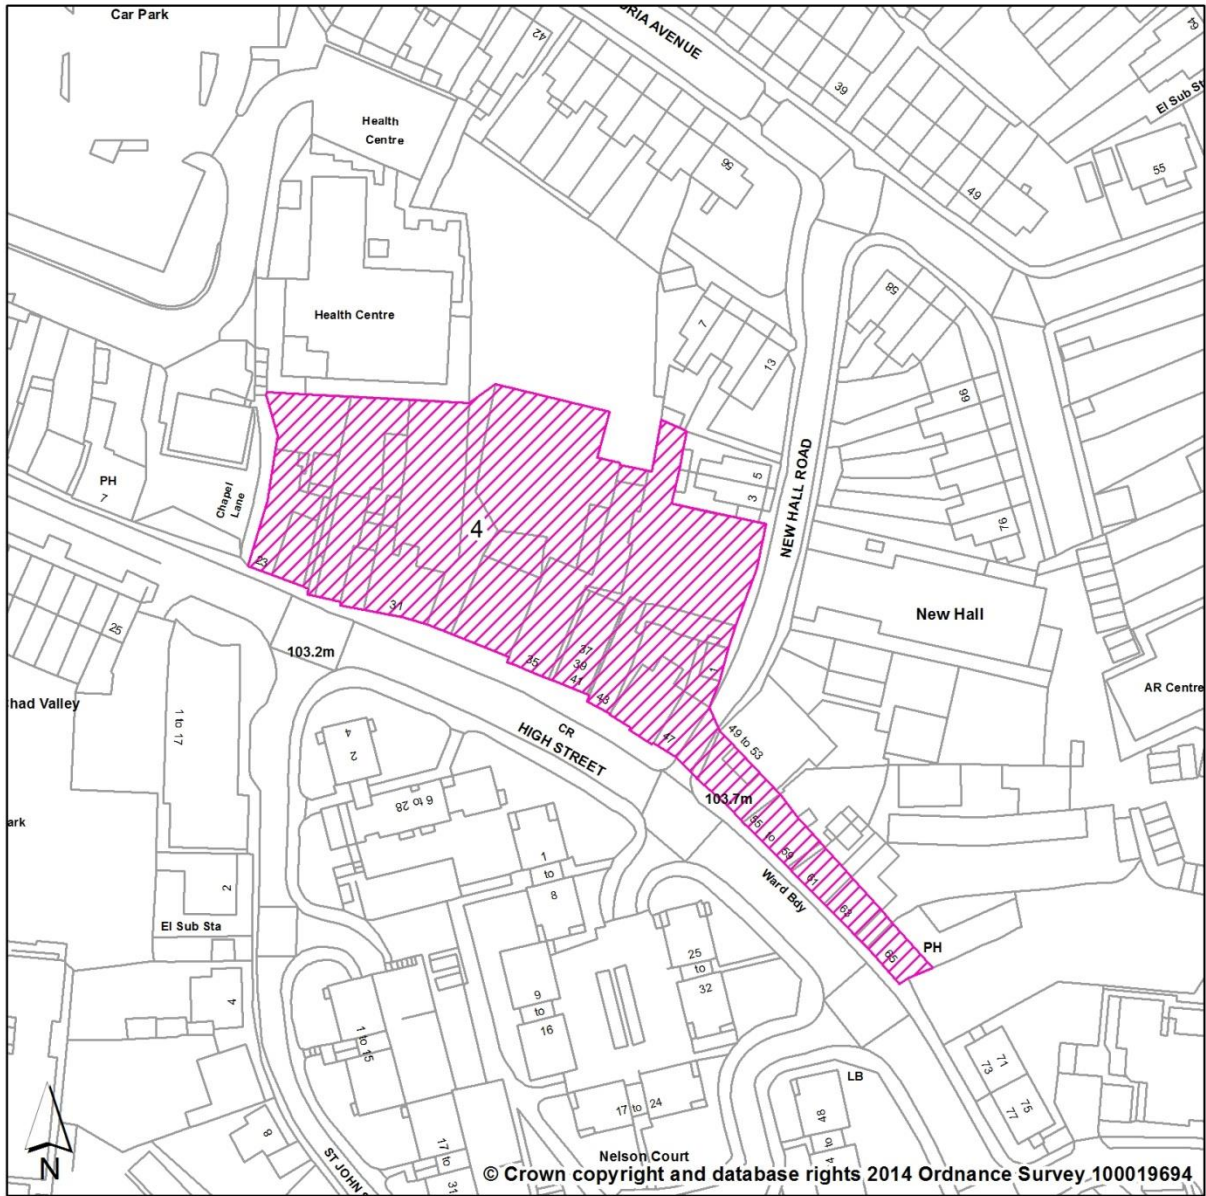 Car Park
42
ORIA AVENUE
39
64
El Sub St
55
Health
Centre
56
49
58
Health Centre
7
13
66
PH
7
Chapel
Lane
5
3
NEW HALL ROAD
76
4
23
31
New Hall
25
103.2m
35
37
39
41
43
47
1
AR Centre
had Valley
1 to 17
CR
HIGH STREET
49 to 53
2
4
6 to 28
103.7m
55
to
59
61
63
65
ark
1
to
8
Ward Bdy
2
El Sub Sta
PH
25
to
32
4
9
to
16
1 to 15
71
73
75
77
LB
8
17 to 24
48
4 to
17 to
31
N
ST JOHN
Nelson Court
© Crown copyright and database rights 2014 Ordnance Survey 100019694